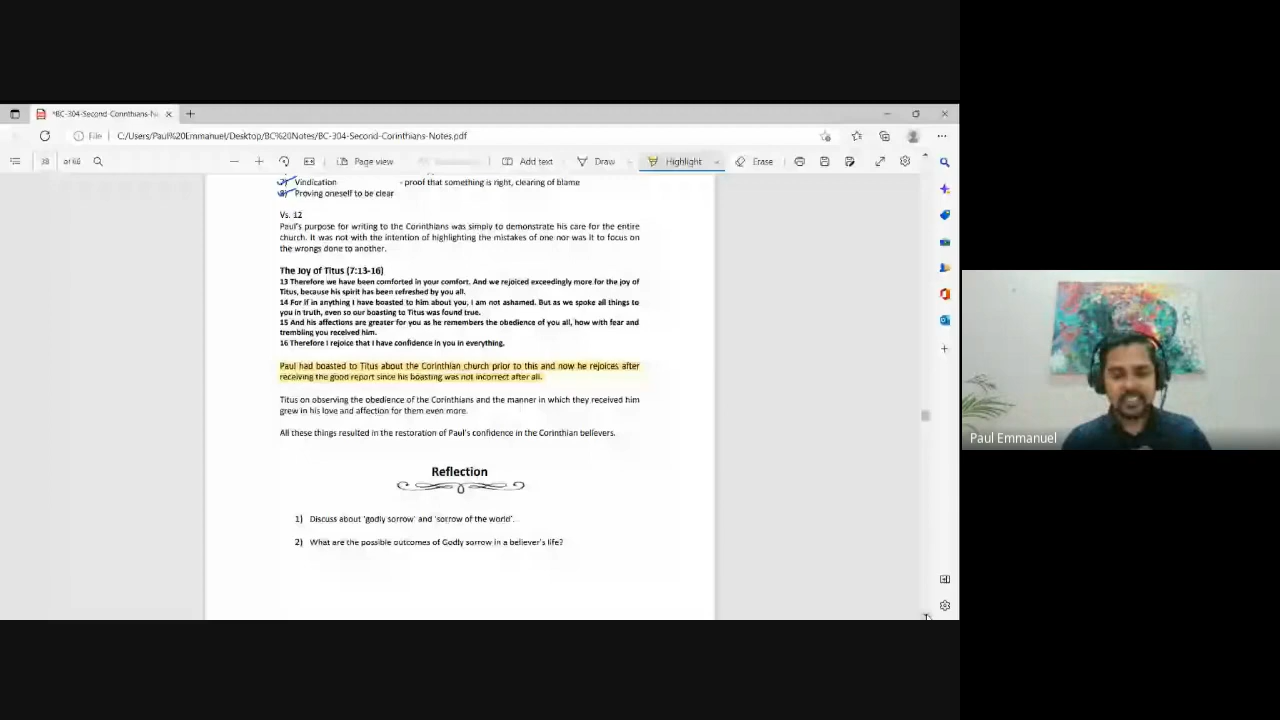 *BC-304-Second-Corinthians-No
File
C:/Users/Paul%20Emmanuel/Desktop/BC%20Notes/BC-304-Second-Corinthians-Notes.pdf
38 of 68
Page view
Add text
Draw
Highlight
Erase
2) Vindication - proof that something is right, clearing of blame
3) Proving oneself to be clear
Vs. 12
Paul's purpose for writing to the Corinthians was simply to demonstrate his care for the entire
church. It was not with the intention of highlighting the mistakes of one nor was it to focus on
the wrongs done to another.
The Joy of Titus (7:13-16)
13 Therefore we have been comforted in your comfort. And we rejoiced exceedingly more for the joy of
Titus, because his spirit has been refreshed by you all.
14 For if in anything I have boasted to him about you, I am not ashamed. But as we spoke all things to
you in truth, even so our boasting to Titus was found true.
15 And his affections are greater for you as he remembers the obedience of you all, how with fear and
trembling you received him.
16 Therefore I rejoice that I have confidence in you in everything.
Paul had boasted to Titus about the Corinthian church prior to this and now he rejoices after
receiving the good report since his boasting was not incorrect after all.
Titus on observing the obedience of the Corinthians and the manner in which they received him
grew in his love and affection for them even more.
All these things resulted in the restoration of Paul's confidence in the Corinthian believers.
Reflection
1) Discuss about 'godly sorrow' and 'sorrow of the world'.
2) What are the possible outcomes of Godly sorrow in a believer's life?
Paul Emmanuel